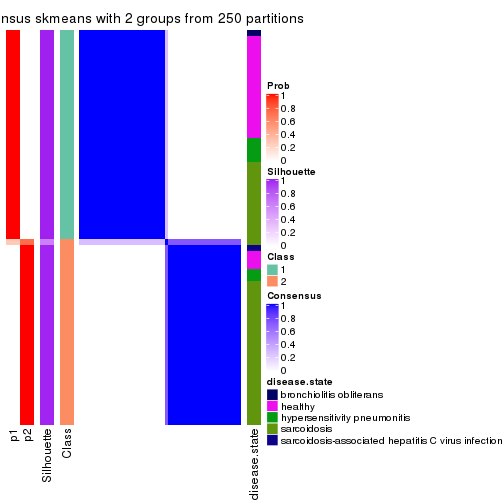 nsus skmeans with 2 groups from 250 partitions
Prob
1
0.8
0.6
0.4
0.2
0
Silhouette
1
0.8
0.6
0.4
0.2
0
Class
1
2
Consensus
1
0.8
0.6
0.4
0.2
0
disease.state
bronchiolitis obliterans
healthy
hypersensitivity pneumonitis
sarcoidosis
sarcoidosis-associated hepatitis C virus infection
p1
p2
Silhouette
Class
disease.state